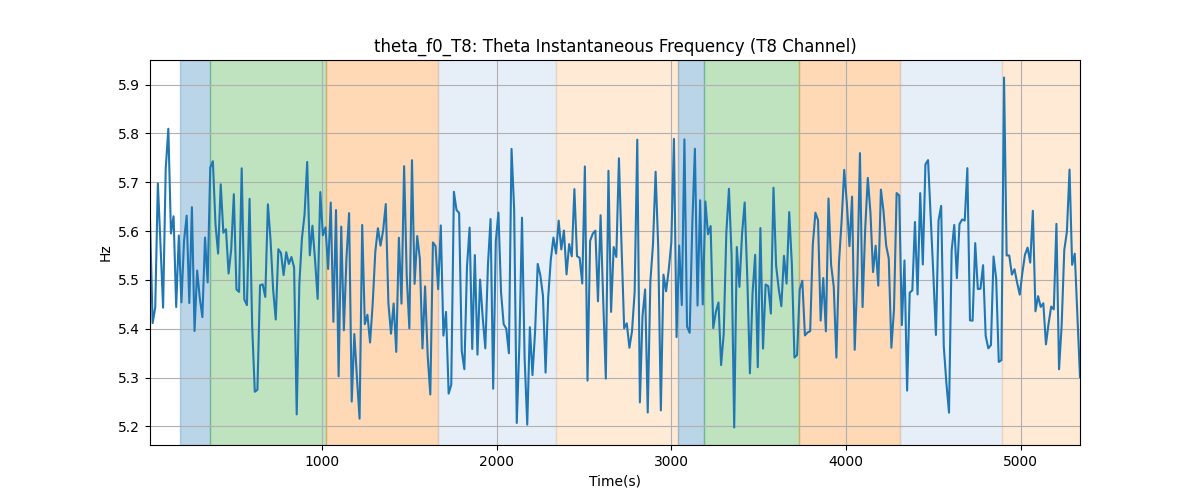 theta_f0_T8: Theta Instantaneous Frequency (T8 Channel)
5.9
5.8
5.7
5.6
5.5
5.4
5.3
5.2
Hz
1000 2000 3000 4000 5000
Time(s)